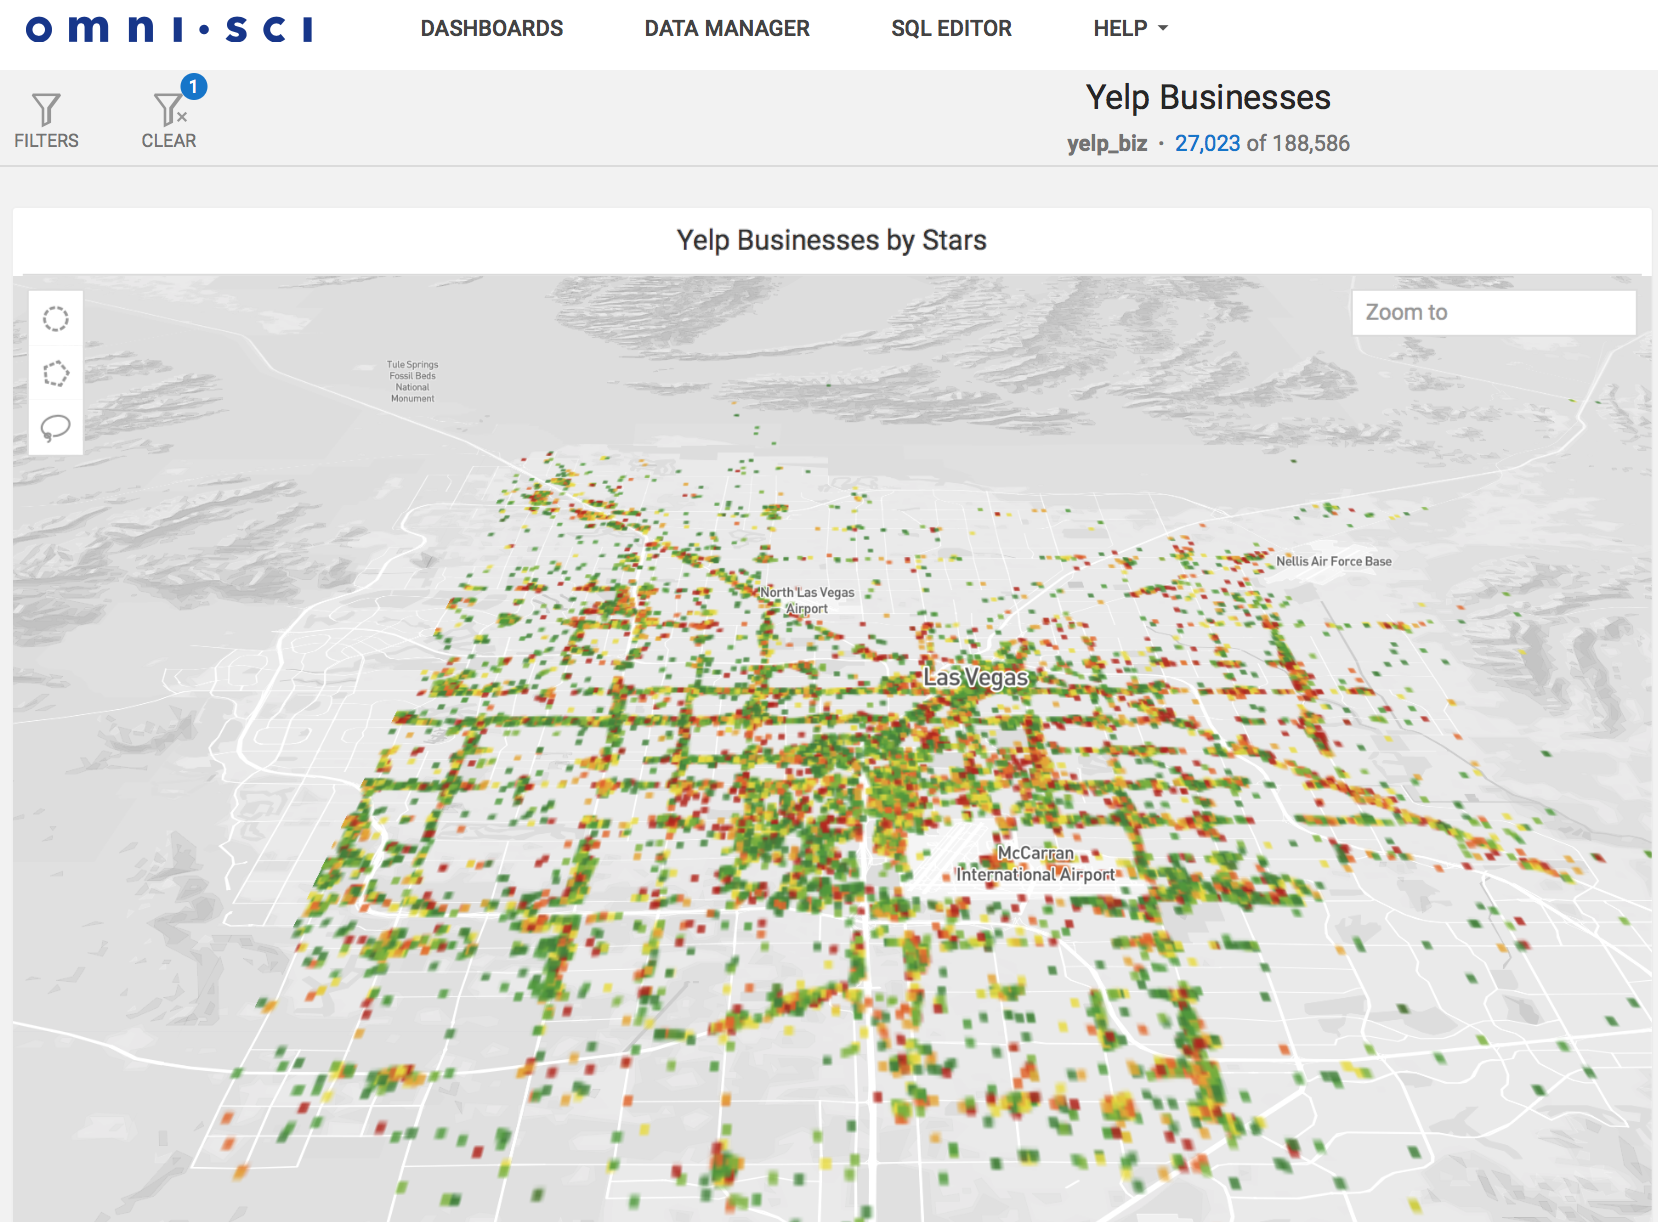 omni·sci
DASHBOARDS
DATA MANAGER
SQL EDITOR
HELP
1
FILTERS
CLEAR
Yelp Businesses
yelp_biz · 27,023 of 188,586
Yelp Businesses by Stars
Zoom to
Tule Springs
Fossil Beds
National
Monument
Nellis Air Force Base
North Las Vegas
Airport
Las Vegas
McCarran
International Airport